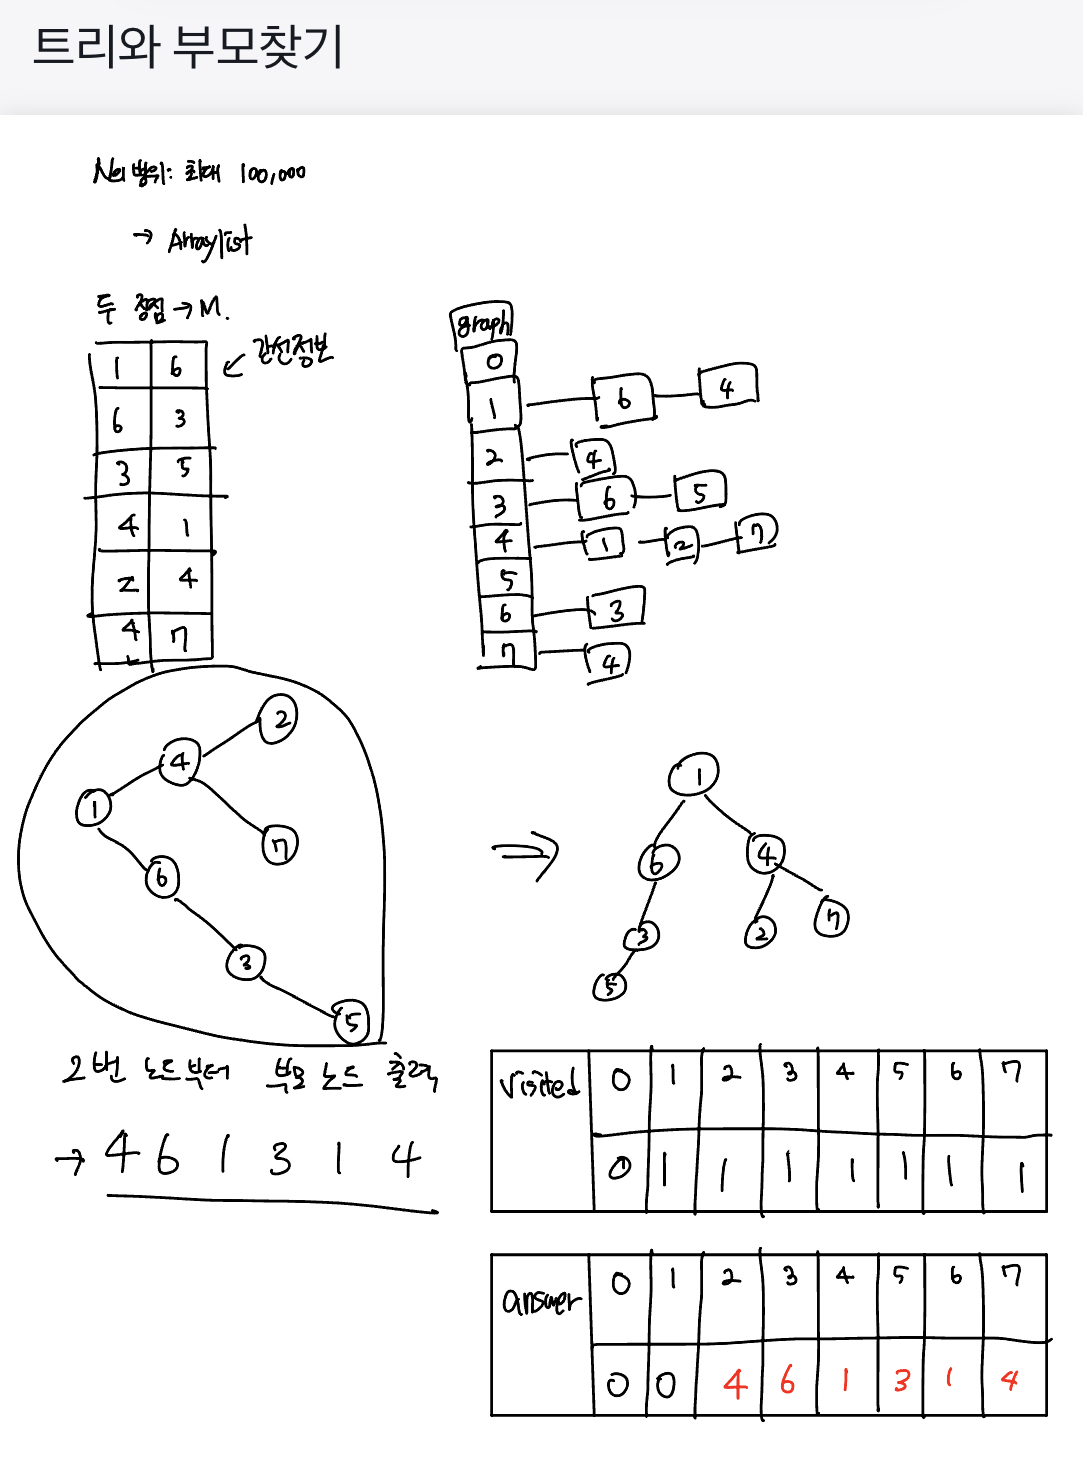 트리와 부모찾기
N의 범위: 최대 100,000
→ Arraylist
두 정점 → M.
1 6
6 3
3 5
4 1
2 4
4 7
← 간선정보
graph
0
1 6 4
2 4
3 6 5
4 1 2 7
5
6 3
7 4
2
4
1
7
6
3
5
⇒
1
6 4
3 2 7
5
2번 노드부터 부모 노드 출력
→ 4 6 1 3 1 4
visited 0 1 2 3 4 5 6 7
0 1 1 1 1 1 1 1
answer 0 1 2 3 4 5 6 7
0 0 4 6 1 3 1 4